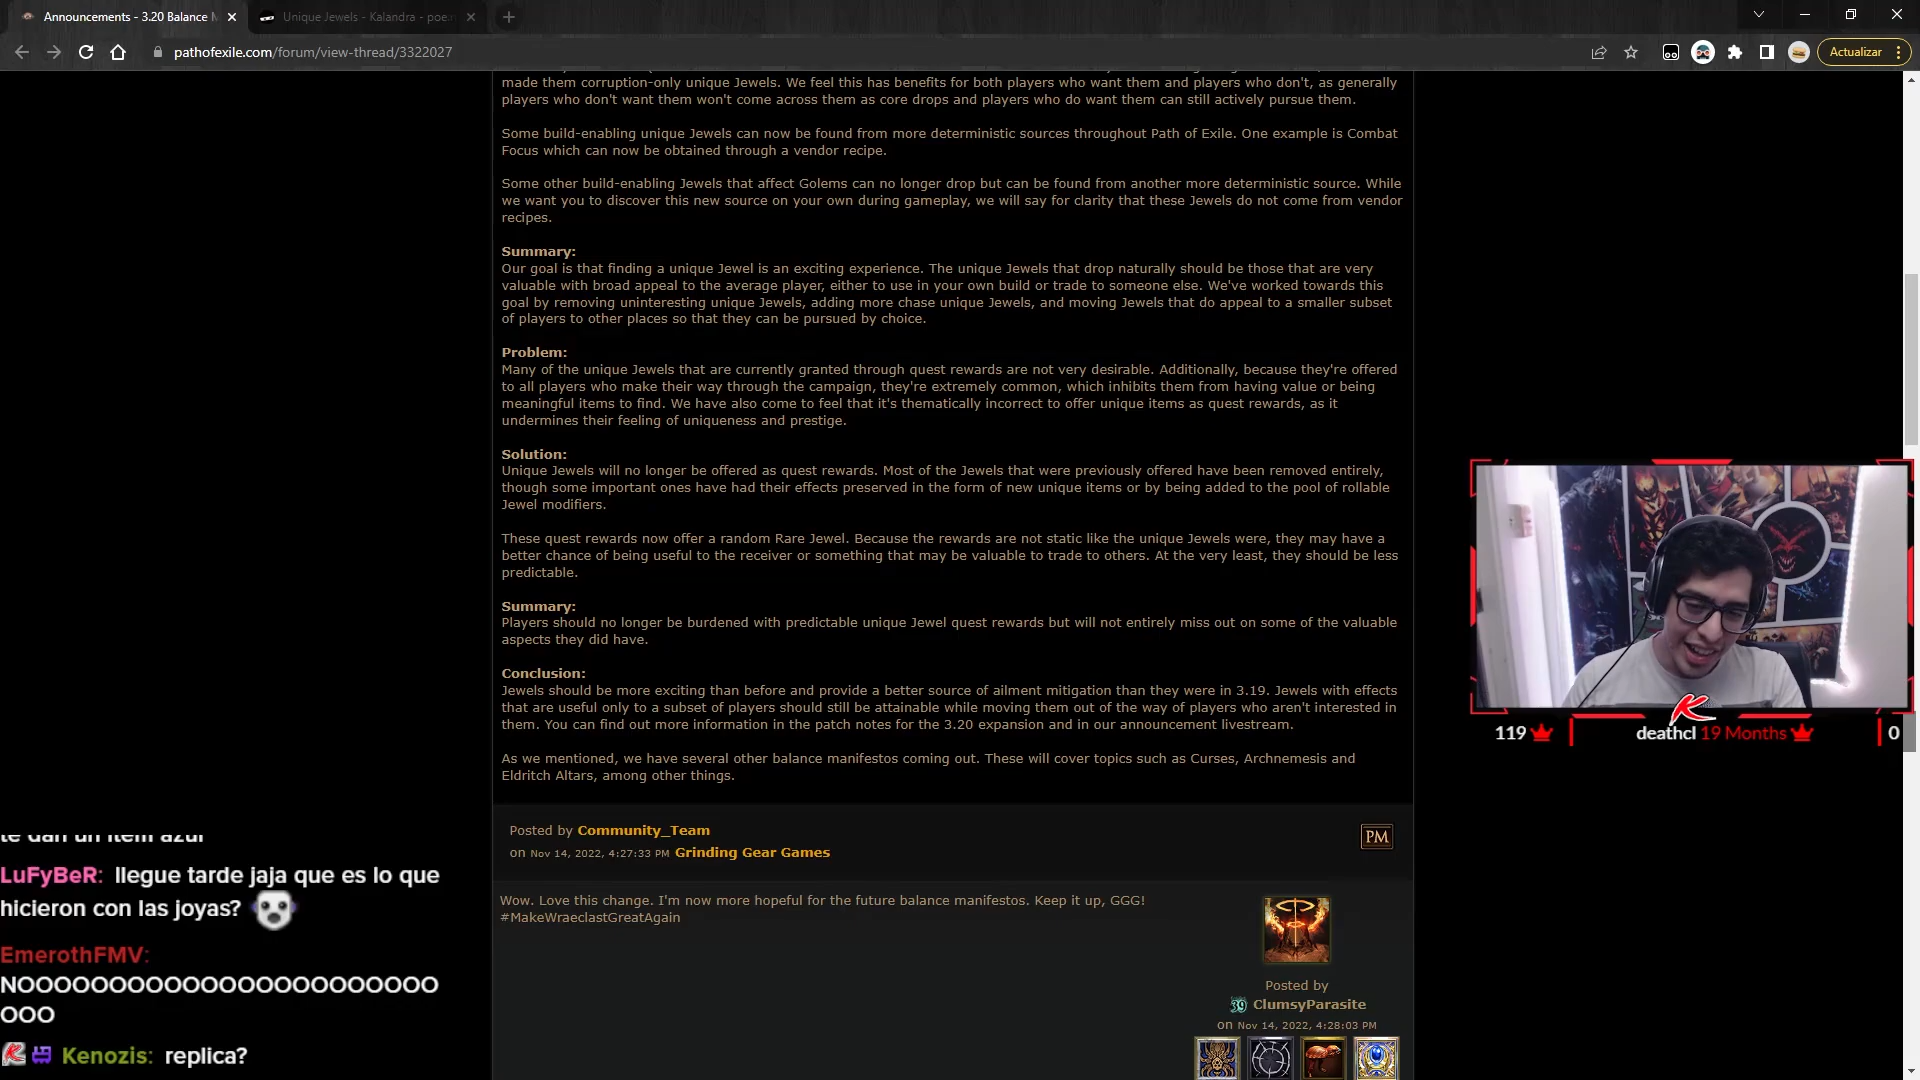 Announcements - 3.20 Balance M
Unique Jewels - Kalandra - poe.n
pathofexile.com/forum/view-thread/3322027
Actualizar
made them corruption-only unique Jewels. We feel this has benefits for both players who want them and players who don't, as generally
players who don't want them won't come across them as core drops and players who do want them can still actively pursue them.
Some build-enabling unique Jewels can now be found from more deterministic sources throughout Path of Exile. One example is Combat
Focus which can now be obtained through a vendor recipe.
Some other build-enabling Jewels that affect Golems can no longer drop but can be found from another more deterministic source. While
we want you to discover this new source on your own during gameplay, we will say for clarity that these Jewels do not come from vendor
recipes.
Summary:
Our goal is that finding a unique Jewel is an exciting experience. The unique Jewels that drop naturally should be those that are very
valuable with broad appeal to the average player, either to use in your own build or trade to someone else. We've worked towards this
goal by removing uninteresting unique Jewels, adding more chase unique Jewels, and moving Jewels that do appeal to a smaller subset
of players to other places so that they can be pursued by choice.
Problem:
Many of the unique Jewels that are currently granted through quest rewards are not very desirable. Additionally, because they're offered
to all players who make their way through the campaign, they're extremely common, which inhibits them from having value or being
meaningful items to find. We have also come to feel that it's thematically incorrect to offer unique items as quest rewards, as it
undermines their feeling of uniqueness and prestige.
Solution:
Unique Jewels will no longer be offered as quest rewards. Most of the Jewels that were previously offered have been removed entirely,
though some important ones have had their effects preserved in the form of new unique items or by being added to the pool of rollable
Jewel modifiers.
These quest rewards now offer a random Rare Jewel. Because the rewards are not static like the unique Jewels were, they may have a
better chance of being useful to the receiver or something that may be valuable to trade to others. At the very least, they should be less
predictable.
Summary:
Players should no longer be burdened with predictable unique Jewel quest rewards but will not entirely miss out on some of the valuable
aspects they did have.
Conclusion:
Jewels should be more exciting than before and provide a better source of ailment mitigation than they were in 3.19. Jewels with effects
that are useful only to a subset of players should still be attainable while moving them out of the way of players who aren't interested in
them. You can find out more information in the patch notes for the 3.20 expansion and in our announcement livestream.
As we mentioned, we have several other balance manifestos coming out. These will cover topics such as Curses, Archnemesis and
Eldritch Altars, among other things.
Posted by Community_Team
on Nov 14, 2022, 4:27:33 PM Grinding Gear Games
PM
Wow. Love this change. I'm now more hopeful for the future balance manifestos. Keep it up, GGG!
#MakeWraeclastGreatAgain
Posted by
39 ClumsyParasite
on Nov 14, 2022, 4:28:03 PM
119
deathcl 19 Months
0
te dan un item azul
LuFyBeR: llegue tarde jaja que es lo que
hicieron con las joyas?
EmerothFMV:
NOOOOOOOOOOOOOOOOOOOOOOO
OOO
Kenozis: replica?